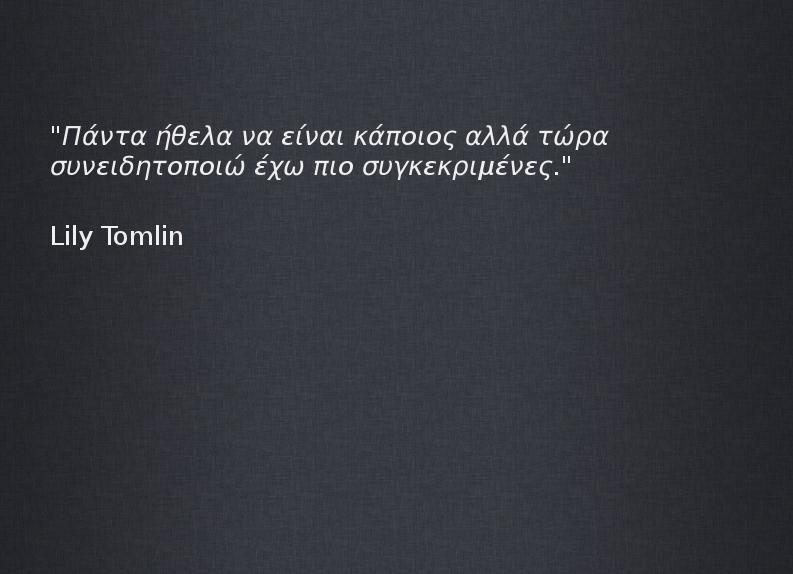 "Πάντα ήθελα να είναι κάποιος αλλά τώρα
συνειδητοποιώ έχω πιο συγκεκριμένες."
Lily Tomlin